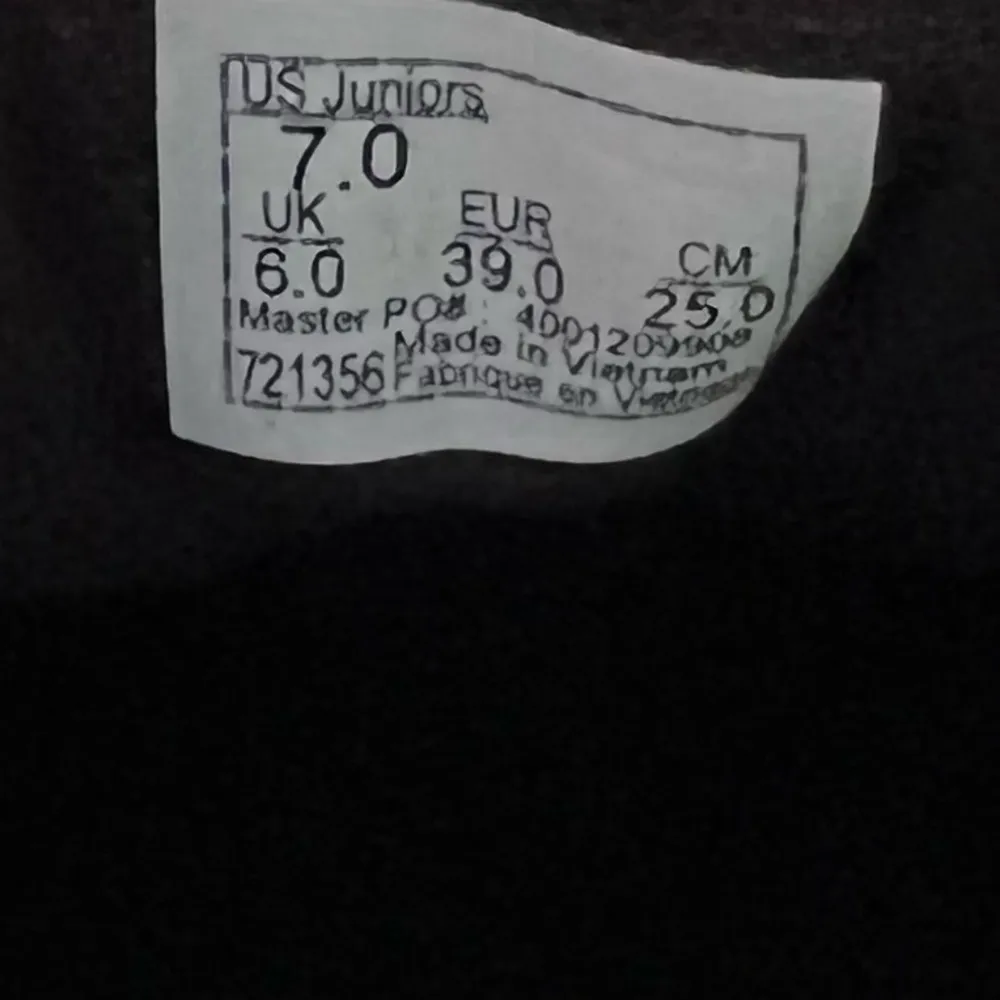 US Juniors
7.0
UK EUR CM
6.0 39.0 25.0
Master PO# :
Made in Vietnam
721356 Fabrique en Vietnam